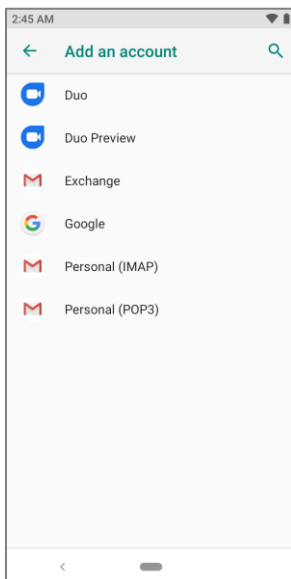 2:45 AM
Add an account
Duo
Duo Preview
Exchange
Google
Personal (IMAP)
Personal (POP3)